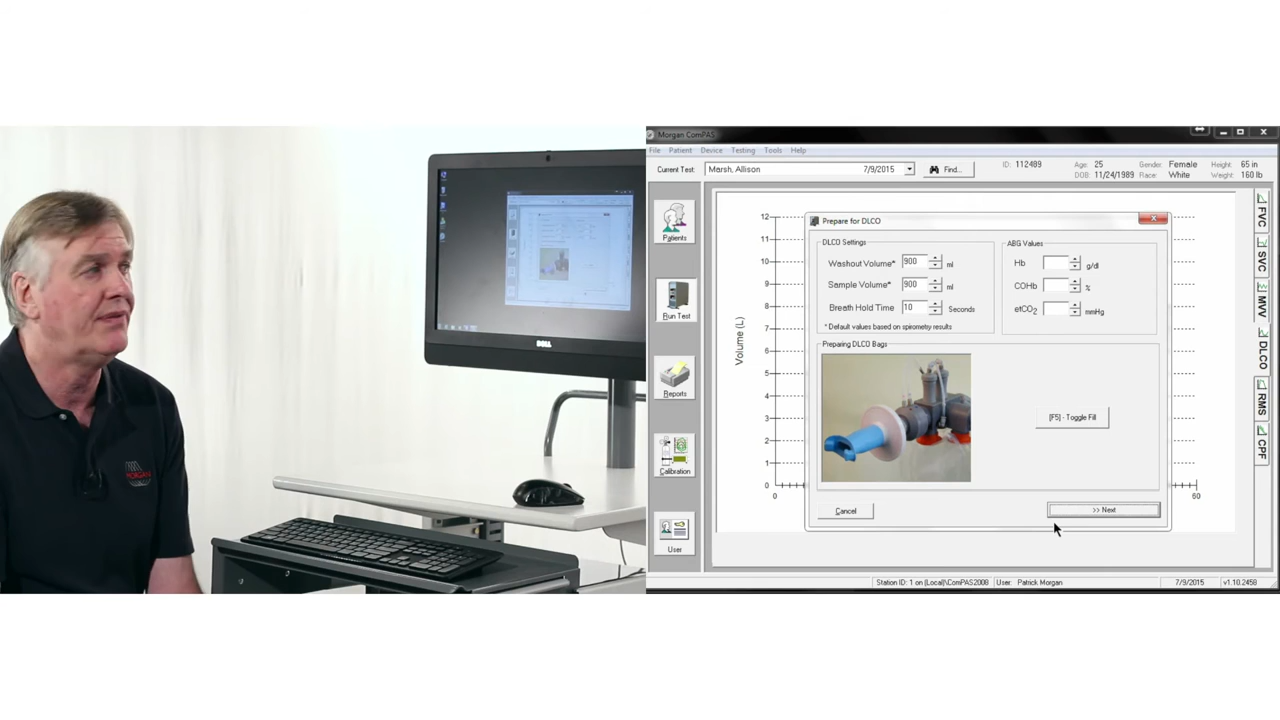 MORGAN
DELL
Morgan ComPAS
File Patient Device Testing Tools Help
Current Test: Marsh, Allison 7/9/2015 Find... ID: 112489 Age: 25 Gender: Female Height: 65 in
DOB: 11/24/1989 Race: White Weight: 160 lb
Patients
Run Test
Reports
Calibration
User
Volume (L)
12
11
10
9
8
7
6
5
4
3
2
1
0
0
60
Prepare for DLCO
DLCO Settings
Washout Volume* 900 ml
Sample Volume* 900 ml
Breath Hold Time 10 Seconds
* Default values based on spirometry results
ABG Values
Hb g/dl
COHb %
etCO2 mmHg
Preparing DLCO Bags
[F5] - Toggle Fill
Cancel
>> Next
FVC
SVC
MVV
DLCO
RMS
CPF
Station ID: 1 on (Local)\ComPAS2008 User: Patrick Morgan 7/9/2015 v1.10.2458